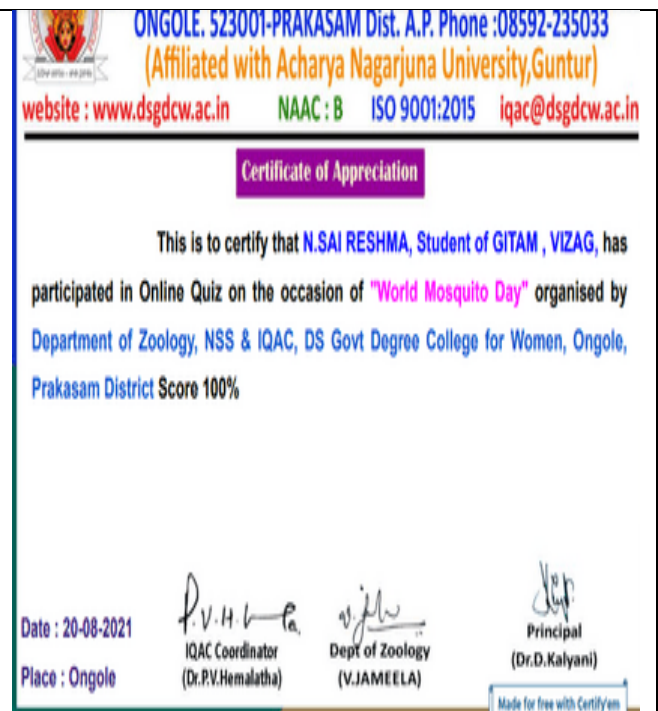 ONGOLE. 523001-PRAKASAM Dist. A.P. Phone :08592-235033
(Affiliated with Acharya Nagarjuna University,Guntur)
website : www.dsgdcw.ac.in NAAC : B ISO 9001:2015 iqac@dsgdcw.ac.in
Certificate of Appreciation
This is to certify that N.SAI RESHMA, Student of GITAM , VIZAG, has
participated in Online Quiz on the occasion of "World Mosquito Day" organised by
Department of Zoology, NSS & IQAC, DS Govt Degree College for Women, Ongole,
Prakasam District Score 100%
Date : 20-08-2021
Place : Ongole
P.V.H.
IQAC Coordinator
(Dr.P.V.Hemalatha)
Dept of Zoology
(V.JAMEELA)
Principal
(Dr.D.Kalyani)
Made for free with Certify'em